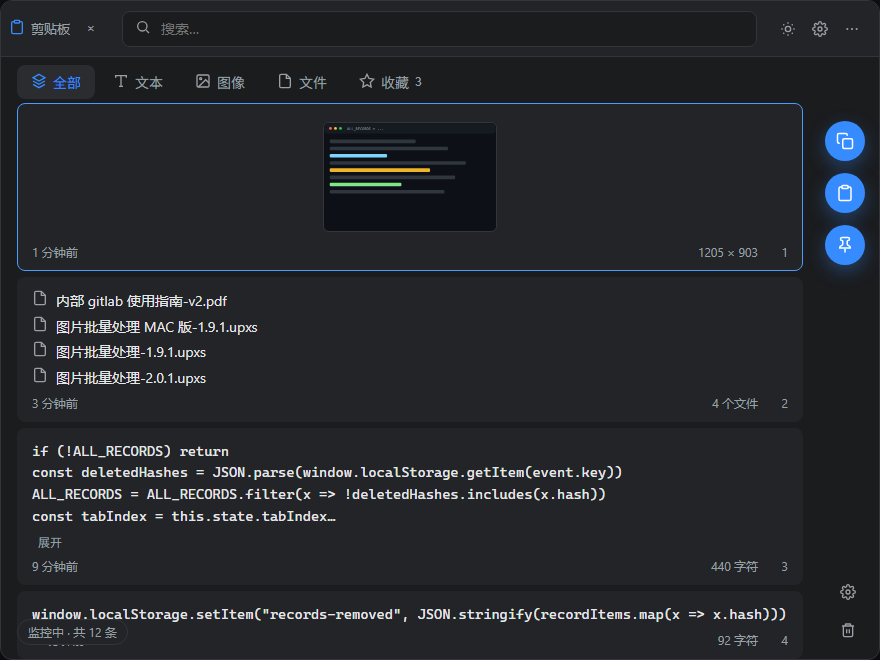 剪贴板 ×
搜索...
全部
文本
图像
文件
收藏 3
1 分钟前
1205 × 903
1
内部 gitlab 使用指南-v2.pdf
图片批量处理 MAC 版-1.9.1.upxs
图片批量处理-1.9.1.upxs
图片批量处理-2.0.1.upxs
3 分钟前
4 个文件
2
if (!ALL_RECORDS) return
const deletedHashes = JSON.parse(window.localStorage.getItem(event.key))
ALL_RECORDS = ALL_RECORDS.filter(x => !deletedHashes.includes(x.hash))
const tabIndex = this.state.tabIndex…
展开
9 分钟前
440 字符
3
window.localStorage.setItem("records-removed", JSON.stringify(recordItems.map(x => x.hash)))
监控中 · 共 12 条
92 字符
4